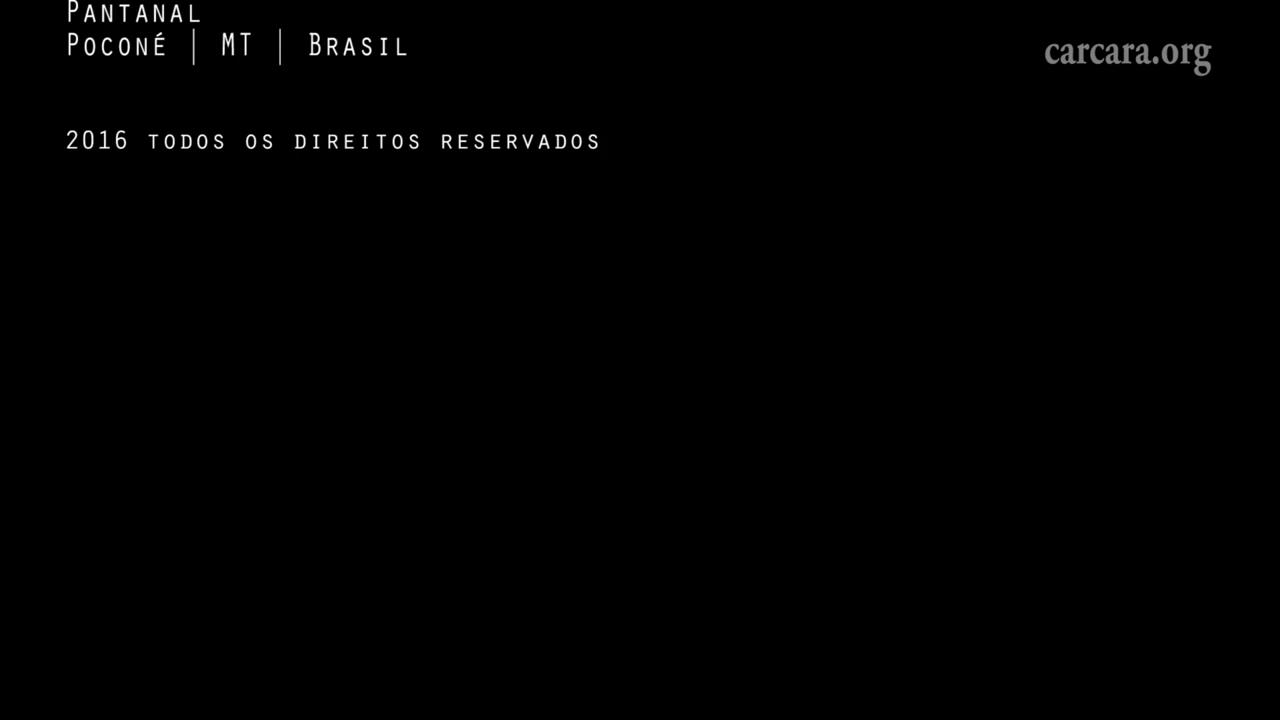 Pantanal
Poconé | MT | Brasil
carcara.org
2016 todos os direitos reservados